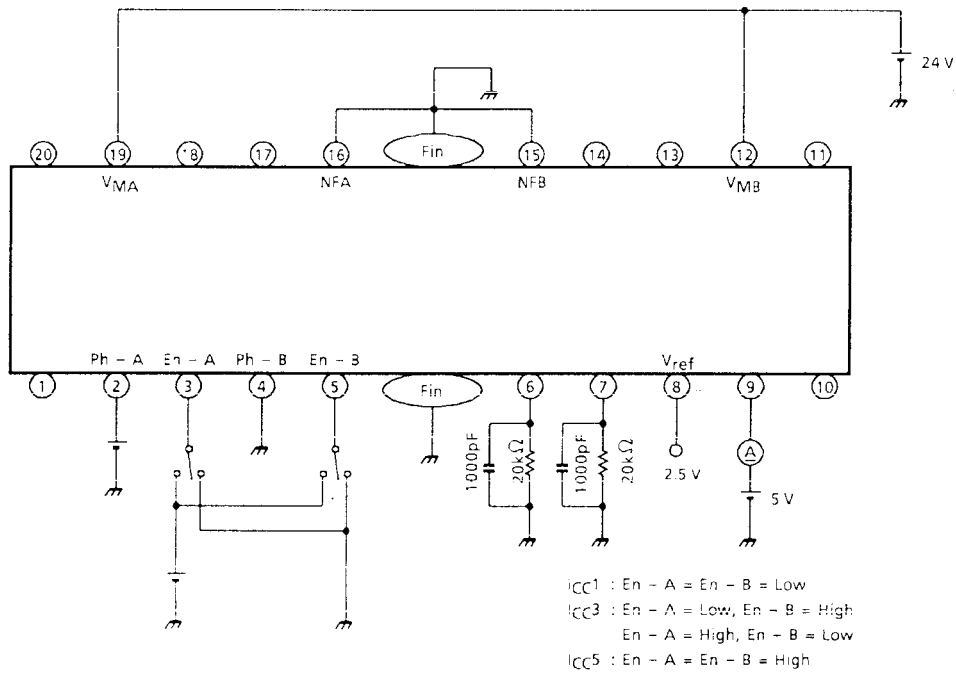 24 V
20 19 18 17 16 Fin 15 14 13 12 11
VMA NFA NFB VMB
Ph – A En – A Ph – B En – B Vref
1 2 3 4 5 Fin 6 7 8 9 10
1000pF 20kΩ 1000pF 20kΩ 2.5 V A 5 V
ICC1 : En – A = En – B = Low
ICC3 : En – A = Low, En – B = High
En – A = High, En – B = Low
ICC5 : En – A = En – B = High